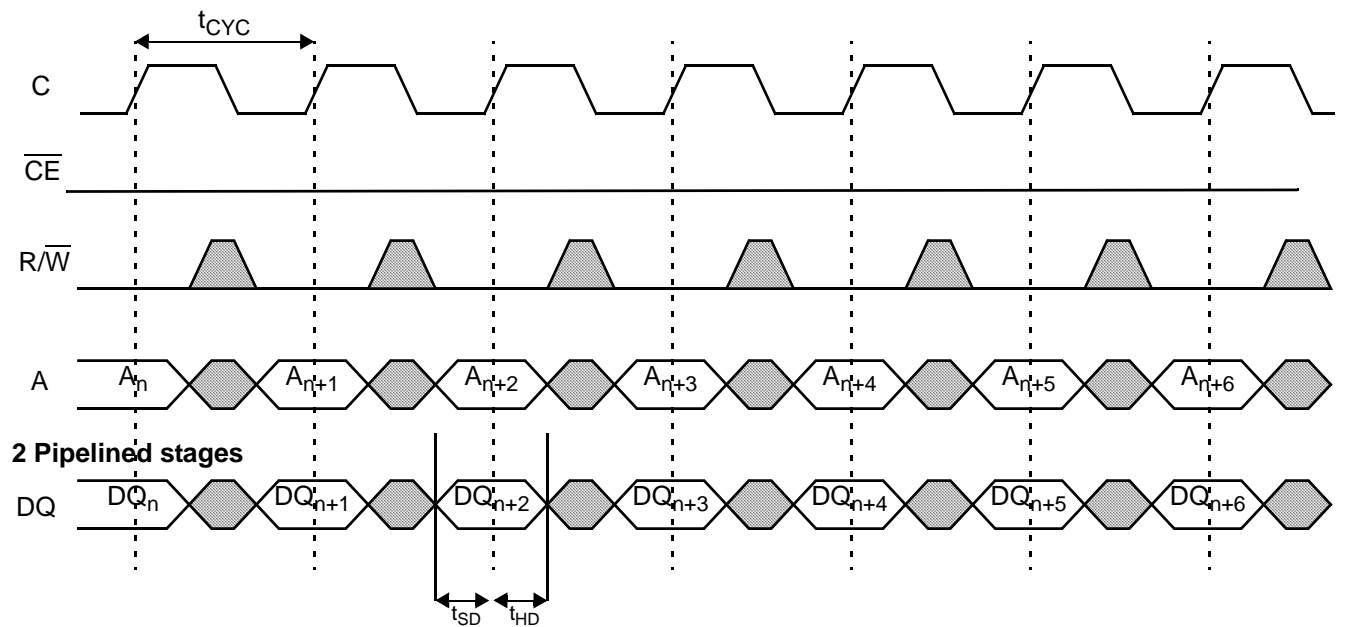 tCYC
C
CE
R/W
A
An An+1 An+2 An+3 An+4 An+5 An+6
2 Pipelined stages
DQ
DQn DQn+1 DQn+2 DQn+3 DQn+4 DQn+5 DQn+6
tSD tHD